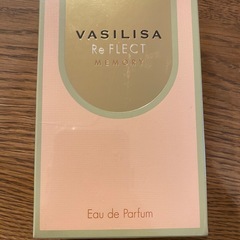 VASILISA
Re FLECT
MEMORY
Eau de Parfum